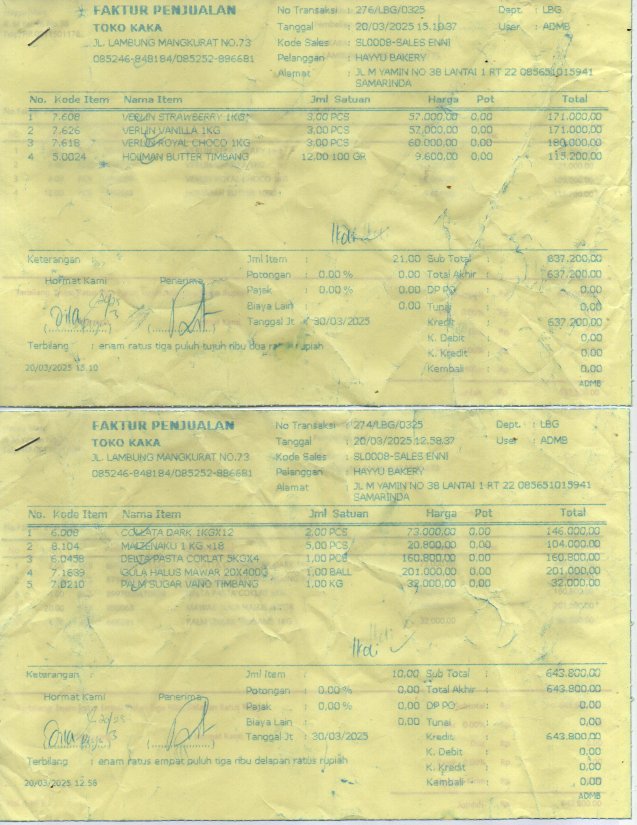 FAKTUR PENJUALAN
TOKO KAKA
JL. LAMBUNG MANGKURAT NO.73
085246-848184/085252-886681
No Transaksi : 276/LBG/0325
Tanggal : 20/03/2025 15.10.37
Kode Sales : SL0008-SALES ENNI
Pelanggan : HAYYU BAKERY
Alamat : JL M YAMIN NO 38 LANTAI 1 RT 22 085651015941
SAMARINDA
Dept. : LBG
User : ADMB
No. Kode Item Nama Item Jml Satuan Harga Pot Total
1 7.608 VERLIN STRAWBERRY 1KG 3,00 PCS 57.000,00 0,00 171.000,00
2 7.626 VERLIN VANILLA 1KG 3,00 PCS 57.000,00 0,00 171.000,00
3 7.618 VERLIN ROYAL CHOCO 1KG 3,00 PCS 60.000,00 0,00 180.000,00
4 5.0024 HOLMAN BUTTER TIMBANG 12,00 100 GR 9.600,00 0,00 115.200,00
Keterangan :
Hormat Kami Penerima
Jml Item : 21,00
Potongan : 0,00 % 0,00
Pajak : 0,00 % 0,00
Biaya Lain : 0,00
Tanggal Jt : 30/03/2025
Sub Total : 637.200,00
Total Akhir : 637.200,00
DP PO : 0,00
Tunai : 0,00
Kredit : 637.200,00
K. Debit : 0,00
K. Kredit : 0,00
Kembali : 0,00
Terbilang : enam ratus tiga puluh tujuh ribu dua ratus rupiah
20/03/2025 15.10
ADMB
FAKTUR PENJUALAN
TOKO KAKA
JL. LAMBUNG MANGKURAT NO.73
085246-848184/085252-886681
No Transaksi : 274/LBG/0325
Tanggal : 20/03/2025 12.58.37
Kode Sales : SL0008-SALES ENNI
Pelanggan : HAYYU BAKERY
Alamat : JL M YAMIN NO 38 LANTAI 1 RT 22 085651015941
SAMARINDA
Dept. : LBG
User : ADMB
No. Kode Item Nama Item Jml Satuan Harga Pot Total
1 6.008 COLLATA DARK 1KGX12 2,00 PCS 73.000,00 0,00 146.000,00
2 8.104 MAIZENAKU 1 KG x18 5,00 PCS 20.800,00 0,00 104.000,00
3 6.0458 DELTA PASTA COKLAT 5KGX4 1,00 PCS 160.800,00 0,00 160.800,00
4 7.1639 GULA HALUS MAWAR 20X400G 1,00 BALL 201.000,00 0,00 201.000,00
5 7.0210 PALM SUGAR VANO TIMBANG 1,00 KG 32.000,00 0,00 32.000,00
Keterangan :
Hormat Kami Penerima
Jml Item : 10,00
Potongan : 0,00 % 0,00
Pajak : 0,00 % 0,00
Biaya Lain : 0,00
Tanggal Jt : 30/03/2025
Sub Total : 643.800,00
Total Akhir : 643.800,00
DP PO : 0,00
Tunai : 0,00
Kredit : 643.800,00
K. Debit : 0,00
K. Kredit : 0,00
Kembali : 0,00
Terbilang : enam ratus empat puluh tiga ribu delapan ratus rupiah
20/03/2025 12.58
ADMB